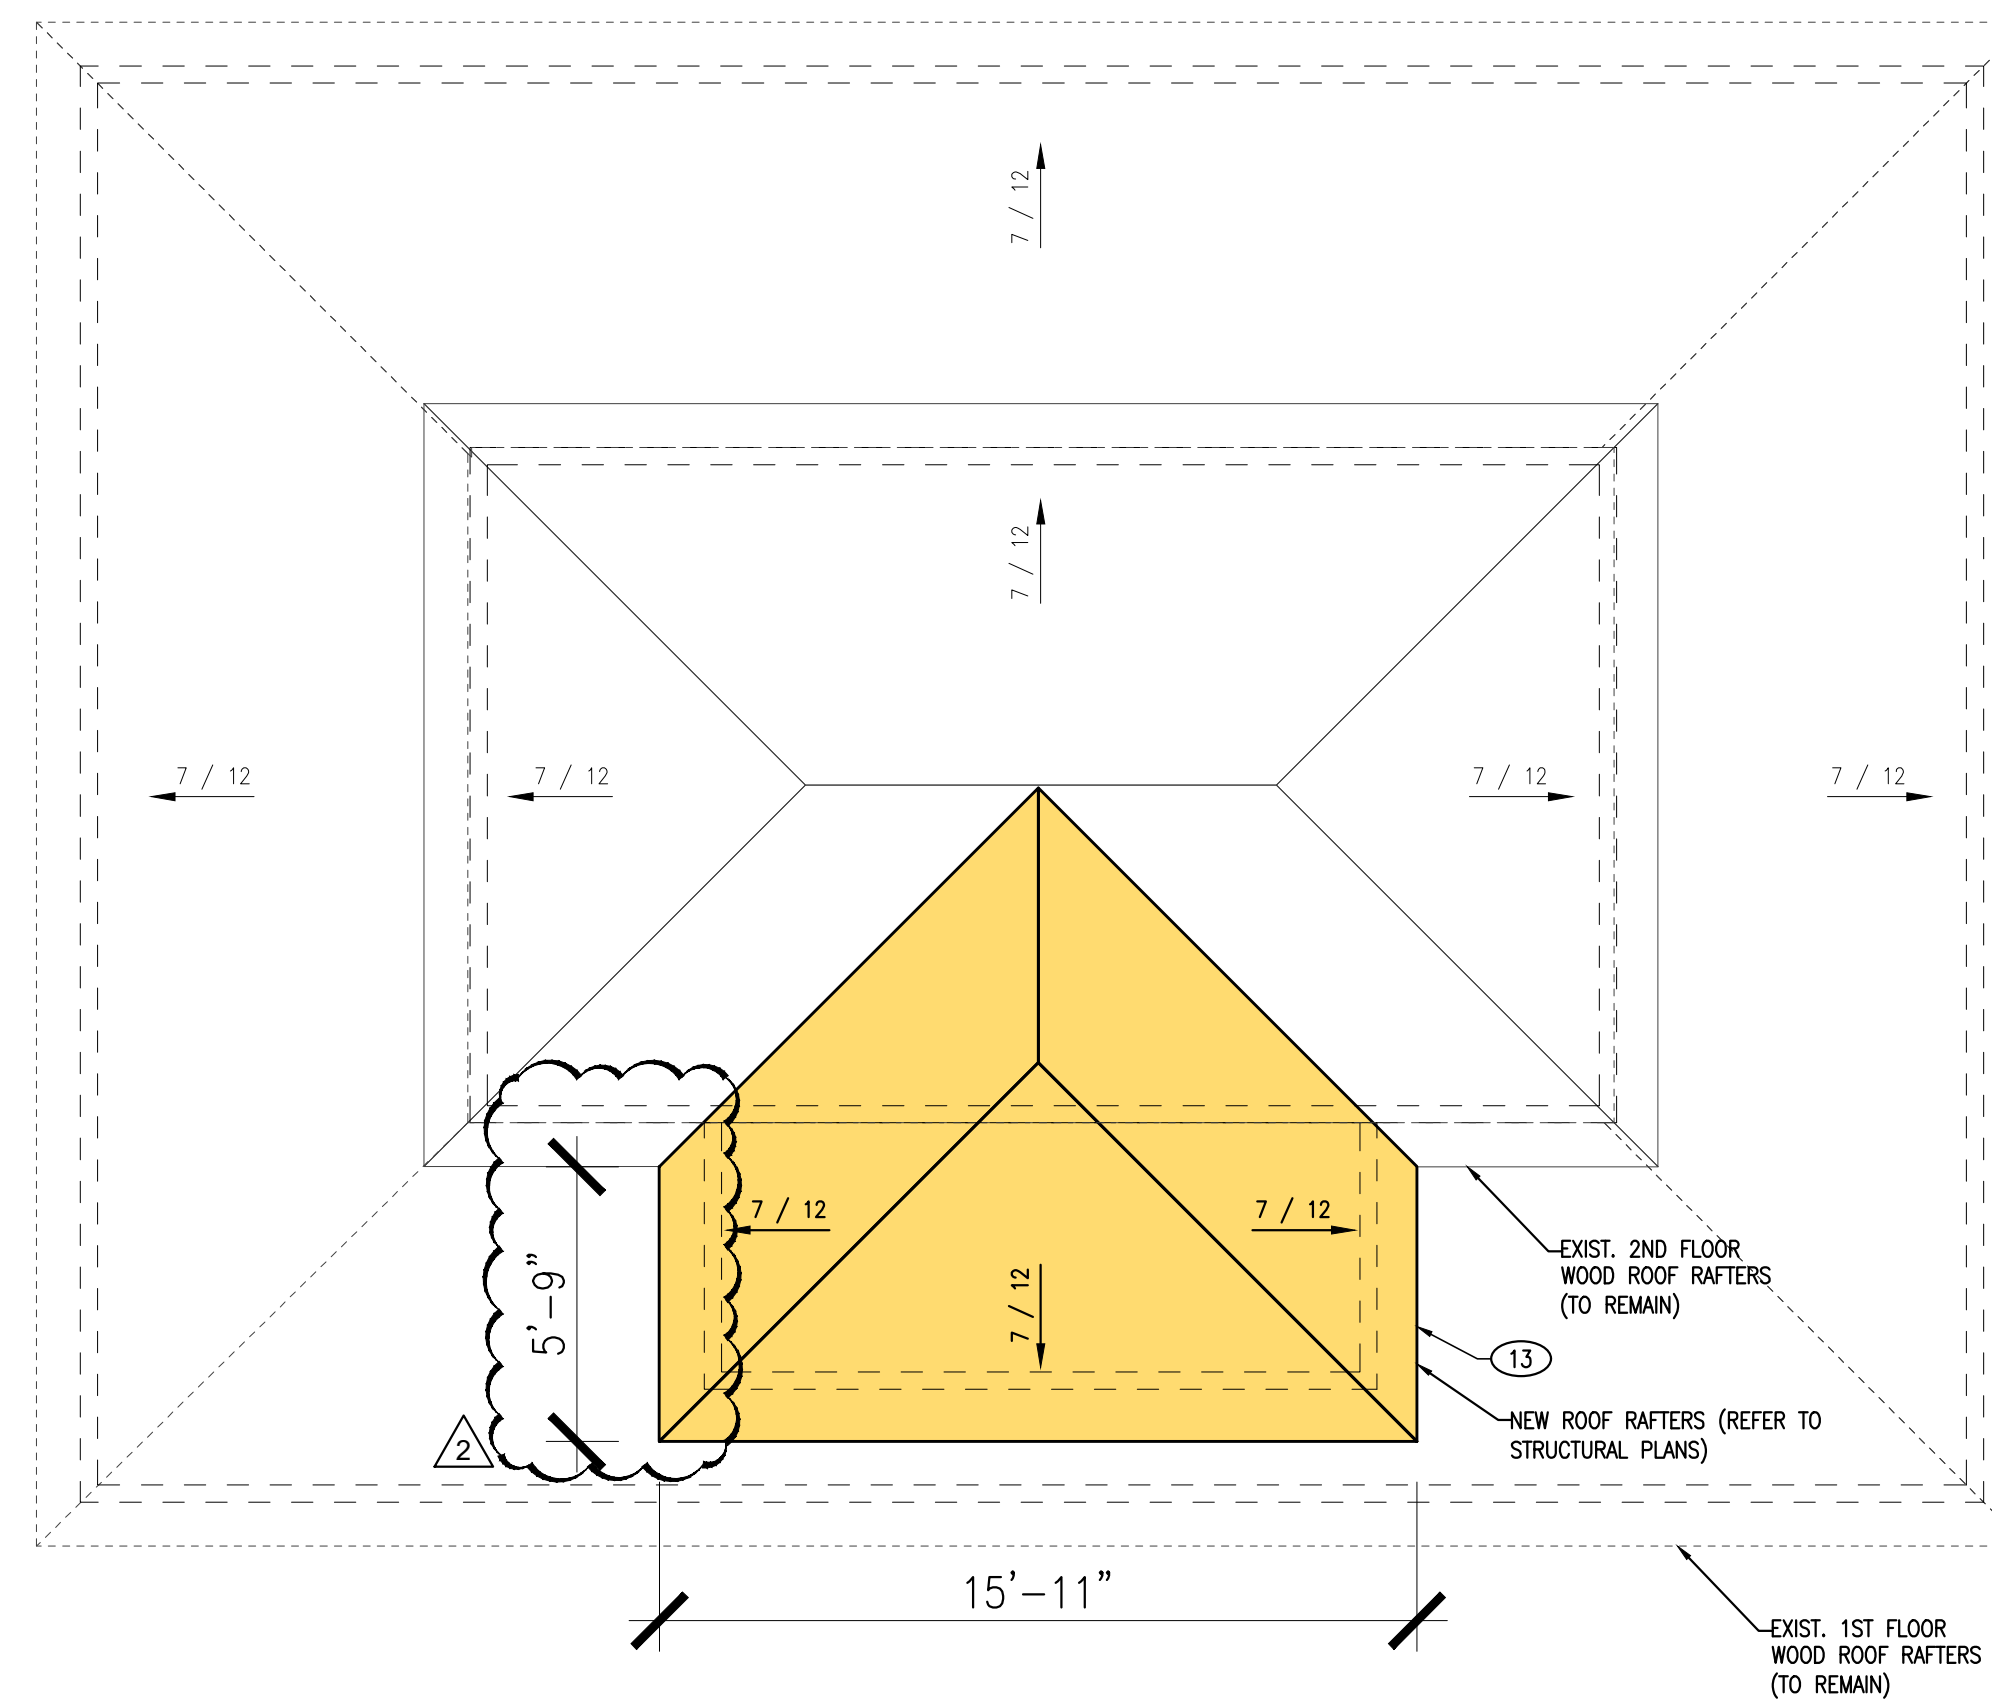 7 / 12
7 / 12
7 / 12
7 / 12
7 / 12
7 / 12
7 / 12
7 / 12
7 / 12
5'-9"
2
EXIST. 2ND FLOOR
WOOD ROOF RAFTERS
(TO REMAIN)
13
NEW ROOF RAFTERS (REFER TO
STRUCTURAL PLANS)
15'-11"
EXIST. 1ST FLOOR
WOOD ROOF RAFTERS
(TO REMAIN)